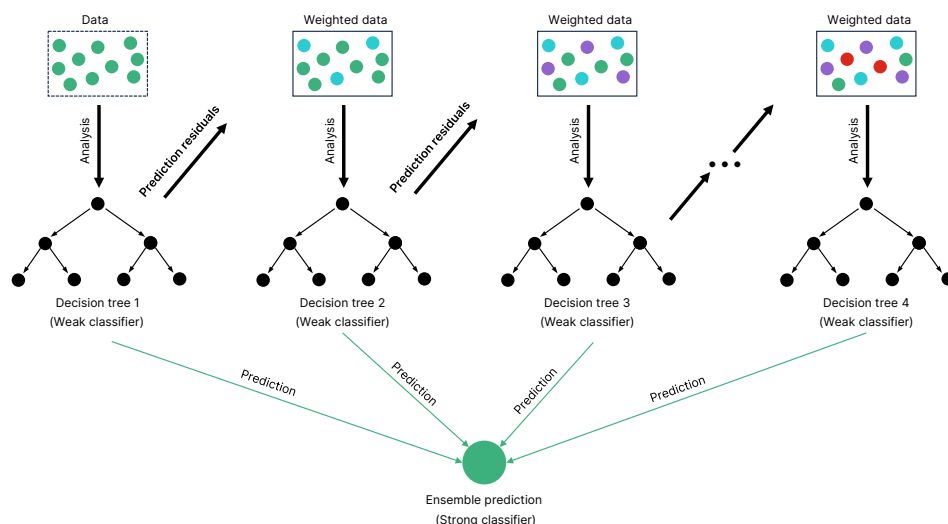 Data
Weighted data
Weighted data
Weighted data
Analysis
Prediction residuals
Analysis
Prediction residuals
Analysis
Analysis
Decision tree 1
(Weak classifier)
Decision tree 2
(Weak classifier)
Decision tree 3
(Weak classifier)
Decision tree 4
(Weak classifier)
Prediction
Prediction
Prediction
Prediction
Ensemble prediction
(Strong classifier)